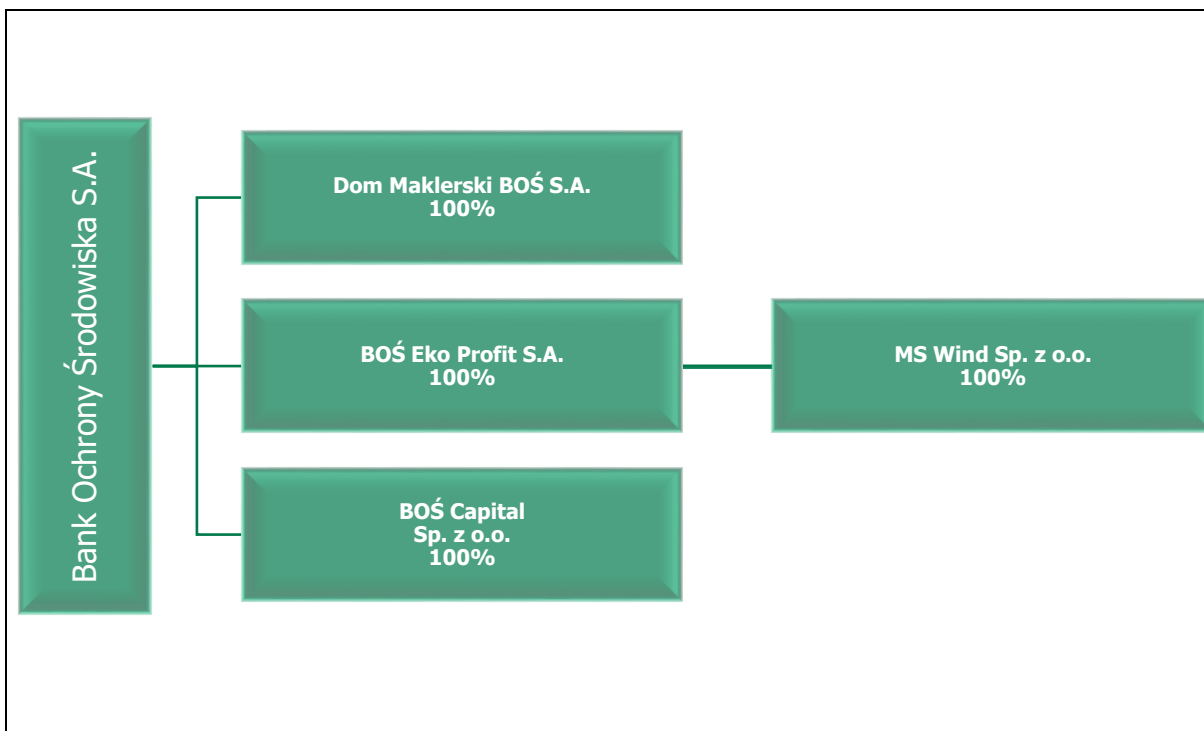 Bank Ochrony Środowiska S.A.
Dom Maklerski BOŚ S.A.
100%
BOŚ Eko Profit S.A.
100%
MS Wind Sp. z o.o.
100%
BOŚ Capital
Sp. z o.o.
100%